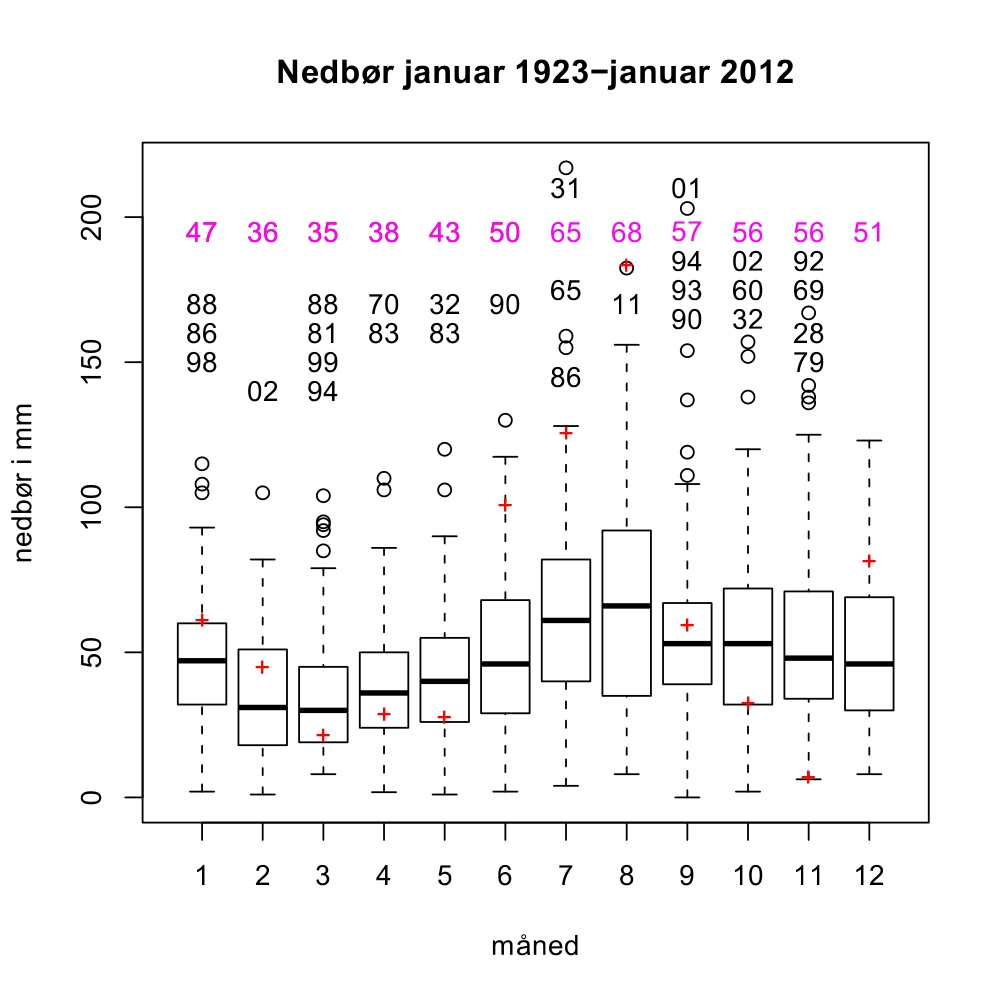 Nedbør januar 1923–januar 2012
nedbør i mm
200
150
100
50
0
31 01
47 36 35 38 43 50 65 68 57 56 56 51
94 02 92
65 93 60 69
88 88 70 32 90 11 90 32
86 81 83 83 28
98 99 86 79
02 94
1 2 3 4 5 6 7 8 9 10 11 12
måned